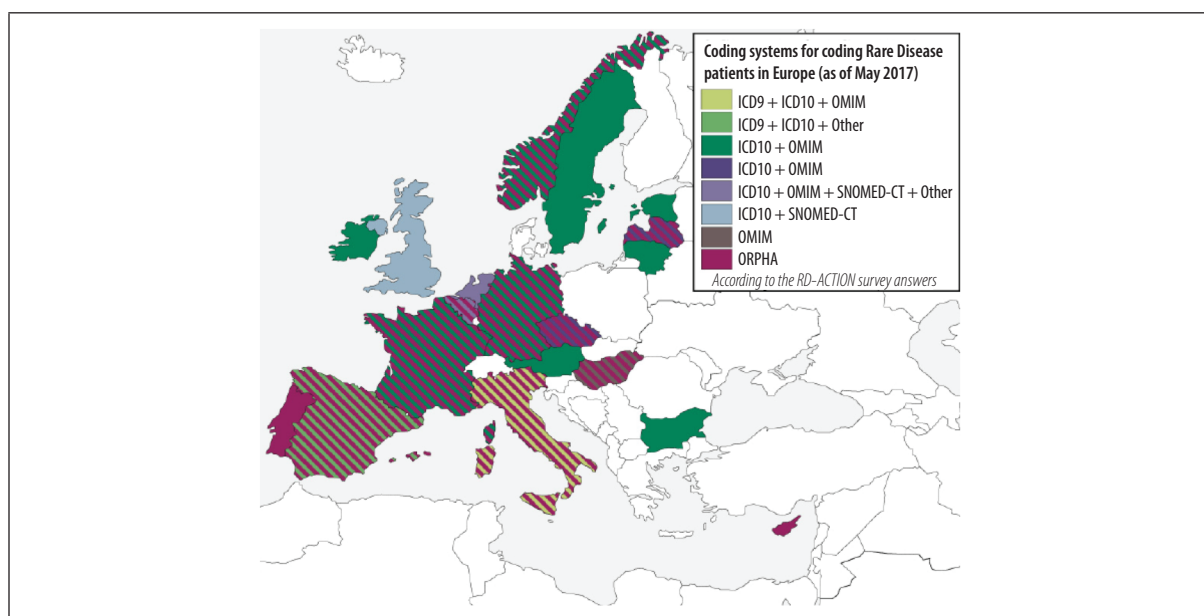 Coding systems for coding Rare Disease
patients in Europe (as of May 2017)
ICD9 + ICD10 + OMIM
ICD9 + ICD10 + Other
ICD10 + OMIM
ICD10 + OMIM
ICD10 + OMIM + SNOMED-CT + Other
ICD10 + SNOMED-CT
OMIM
ORPHA
According to the RD-ACTION survey answers